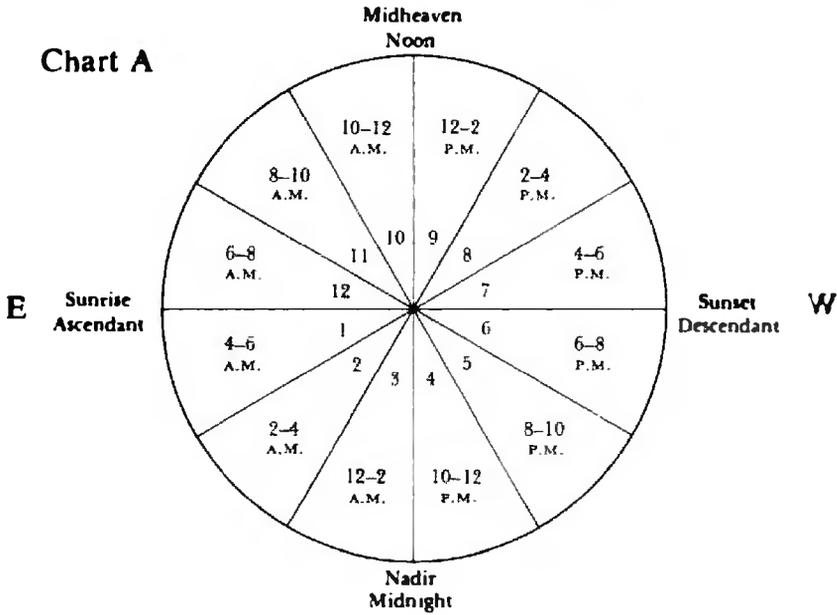 Midheaven
Noon
Chart A
10–12
A.M.
12–2
P.M.
8–10
A.M.
2–4
P.M.
10
9
11
8
6–8
A.M.
4–6
P.M.
12
7
E
Sunrise
Ascendant
Sunset
Descendant
W
1
6
4–6
A.M.
6–8
P.M.
2
5
3
4
2–4
A.M.
8–10
P.M.
12–2
A.M.
10–12
P.M.
Nadir
Midnight